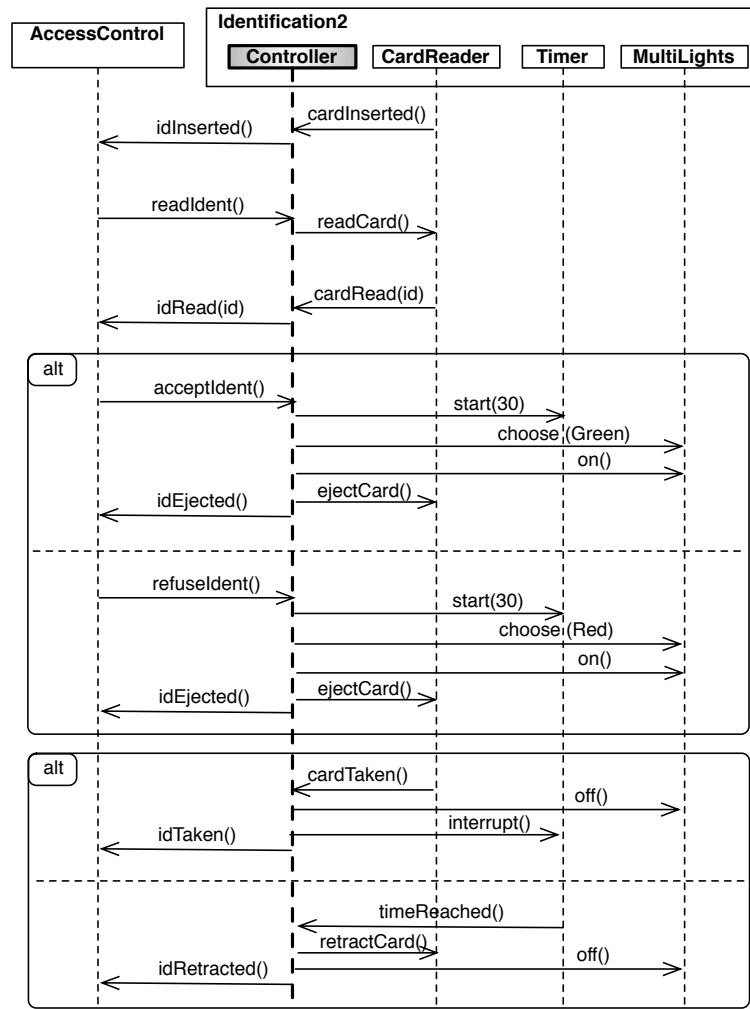 Identification2
AccessControl
Controller
CardReader
Timer
MultiLights
cardInserted()
idInserted()
readIdent()
readCard()
cardRead(id)
idRead(id)
alt
acceptIdent()
start(30)
choose (Green)
on()
ejectCard()
idEjected()
refuseIdent()
start(30)
choose (Red)
on()
ejectCard()
idEjected()
alt
cardTaken()
off()
interrupt()
idTaken()
timeReached()
retractCard()
off()
idRetracted()